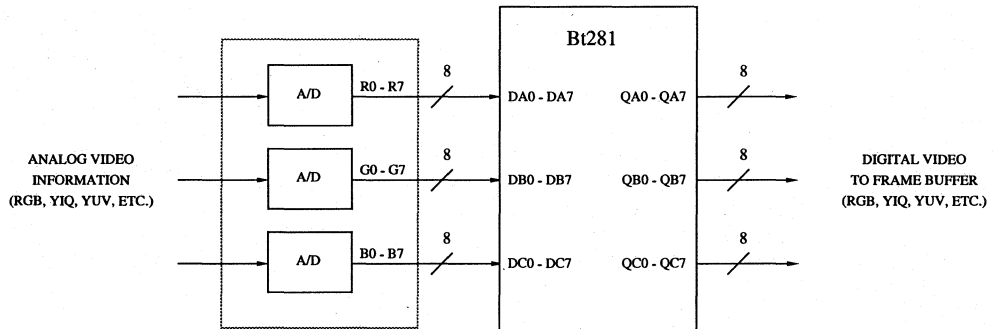 Bt281
8
A/D
R0 - R7
DA0 - DA7
QA0 - QA7
8
8
A/D
G0 - G7
DB0 - DB7
QB0 - QB7
8
8
A/D
B0 - B7
DC0 - DC7
QC0 - QC7
8
ANALOG VIDEO
INFORMATION
(RGB, YIQ, YUV, ETC.)
DIGITAL VIDEO
TO FRAME BUFFER
(RGB, YIQ, YUV, ETC.)